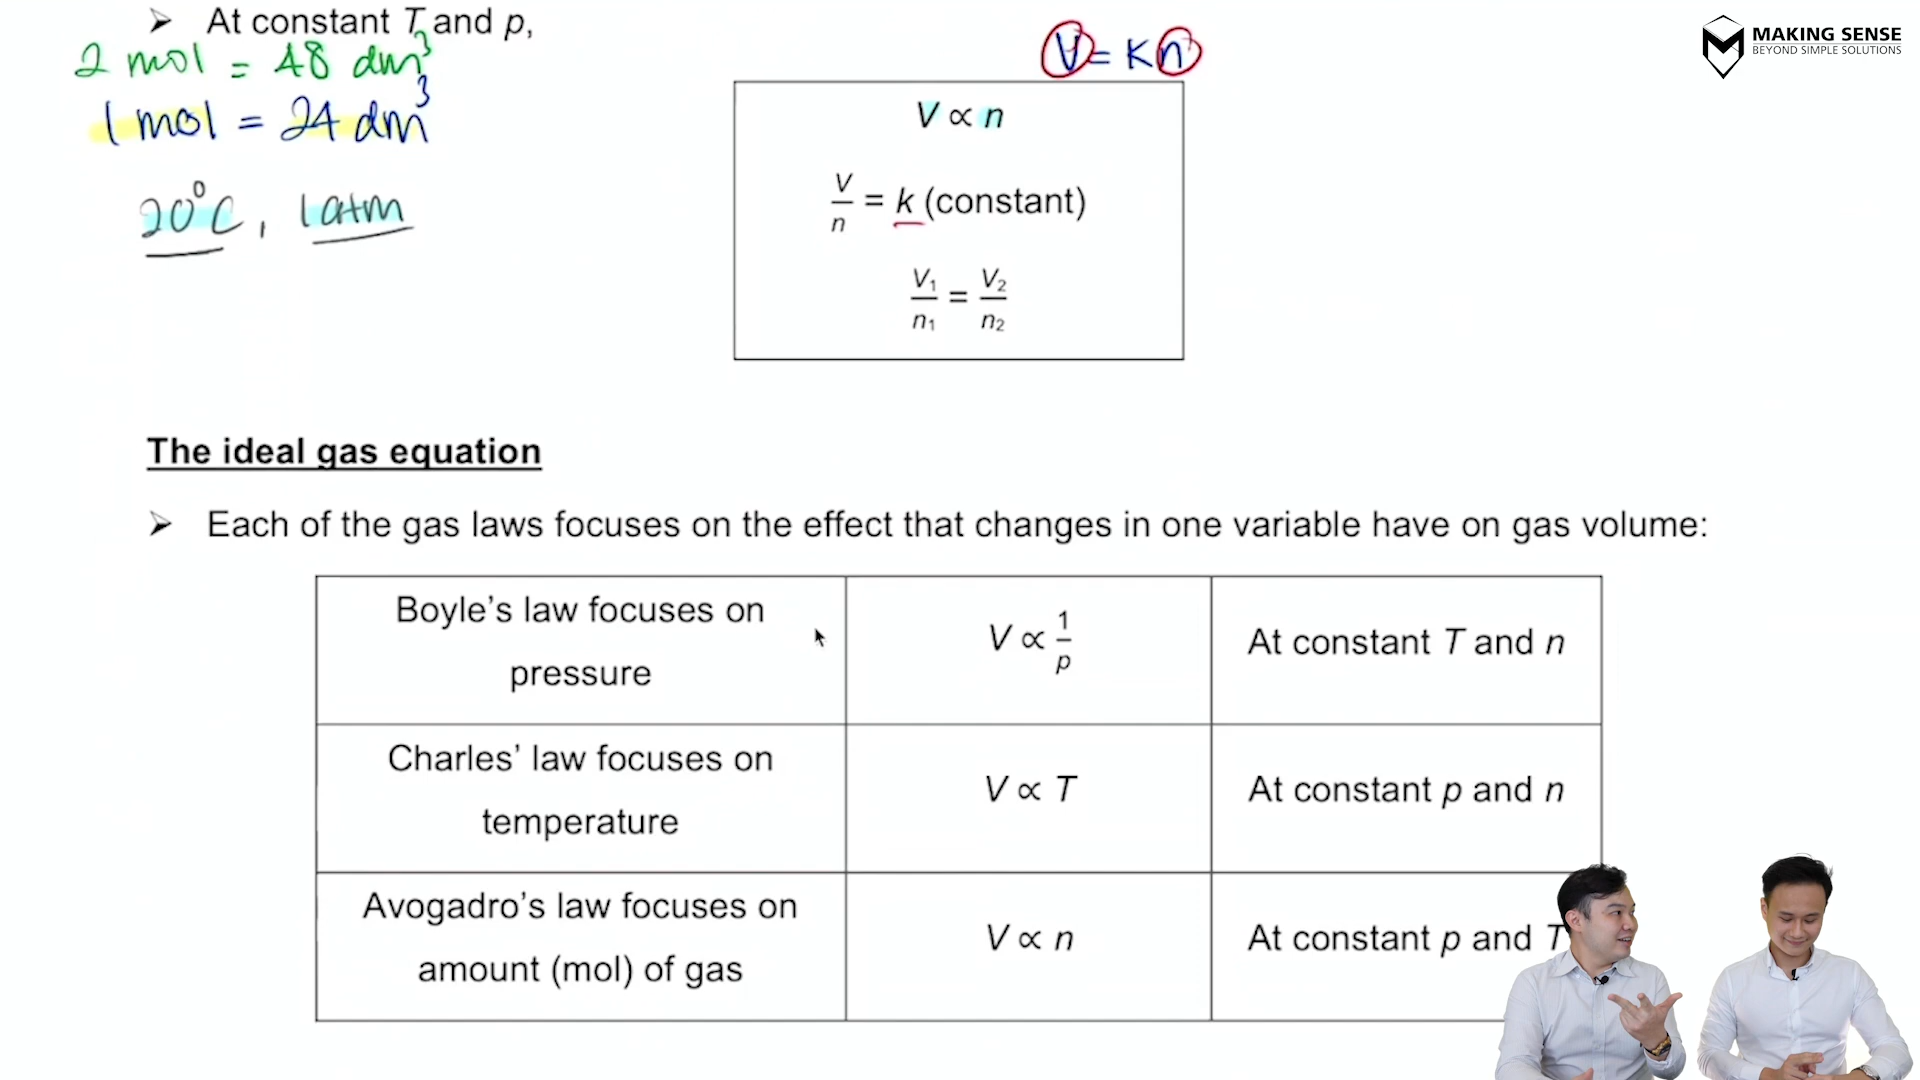 ➢ At constant T and p,
2 mol = 48 dm³
1 mol = 24 dm³
20°C, 1 atm
V = Kn
V ∝ n
V/n = k (constant)
V₁/n₁ = V₂/n₂
MAKING SENSE
BEYOND SIMPLE SOLUTIONS
The ideal gas equation
➢ Each of the gas laws focuses on the effect that changes in one variable have on gas volume:
Boyle’s law focuses on
pressure
V ∝ 1/p
At constant T and n
Charles’ law focuses on
temperature
V ∝ T
At constant p and n
Avogadro’s law focuses on
amount (mol) of gas
V ∝ n
At constant p and T